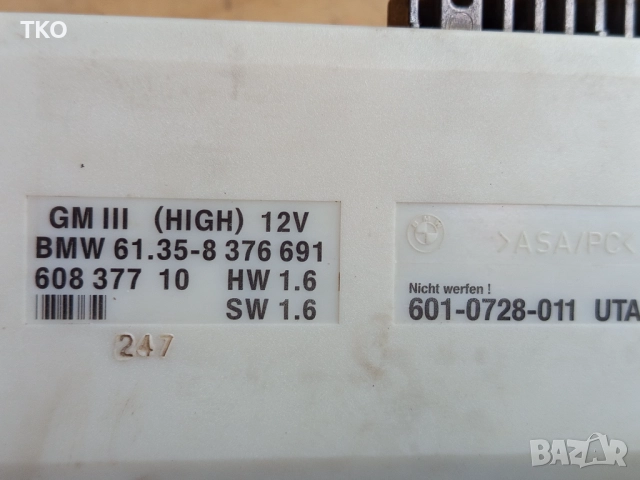 TKO
GM III (HIGH) 12V
BMW 61.35-8 376 691
608 377 10 HW 1.6
SW 1.6
247
BMW
>ASA/PC<
Nicht werfen !
601-0728-011 UTA
BAZAR